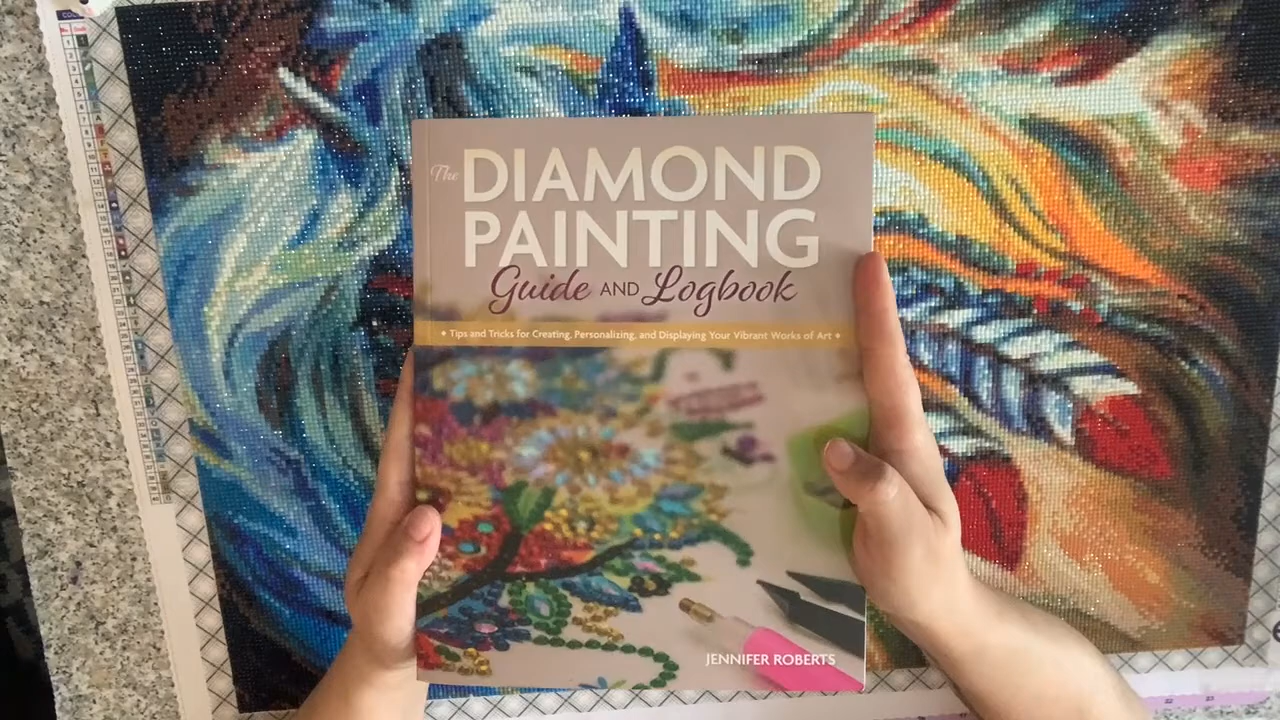 The DIAMOND
PAINTING
Guide AND Logbook
• Tips and Tricks for Creating, Personalizing, and Displaying Your Vibrant Works of Art •
JENNIFER ROBERTS